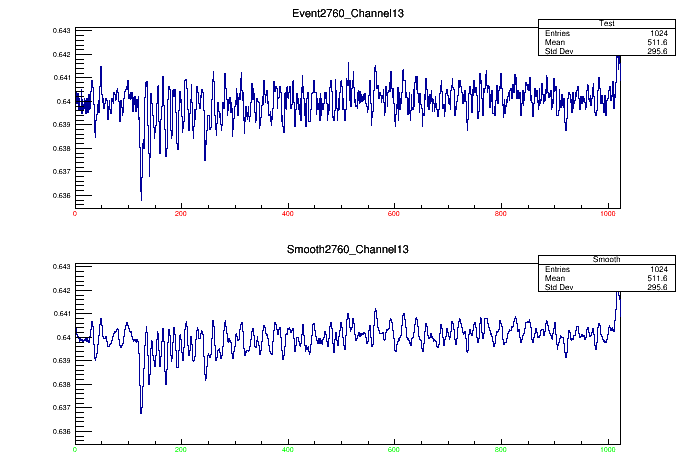 Event2760_Channel13
Test
Entries 1024
Mean 511.6
Std Dev 295.6
0.643
0.642
0.641
0.64
0.639
0.638
0.637
0.636
0 200 400 600 800 1000
Smooth2760_Channel13
Smooth
Entries 1024
Mean 511.6
Std Dev 295.6
0.643
0.642
0.641
0.64
0.639
0.638
0.637
0.636
0 200 400 600 800 1000